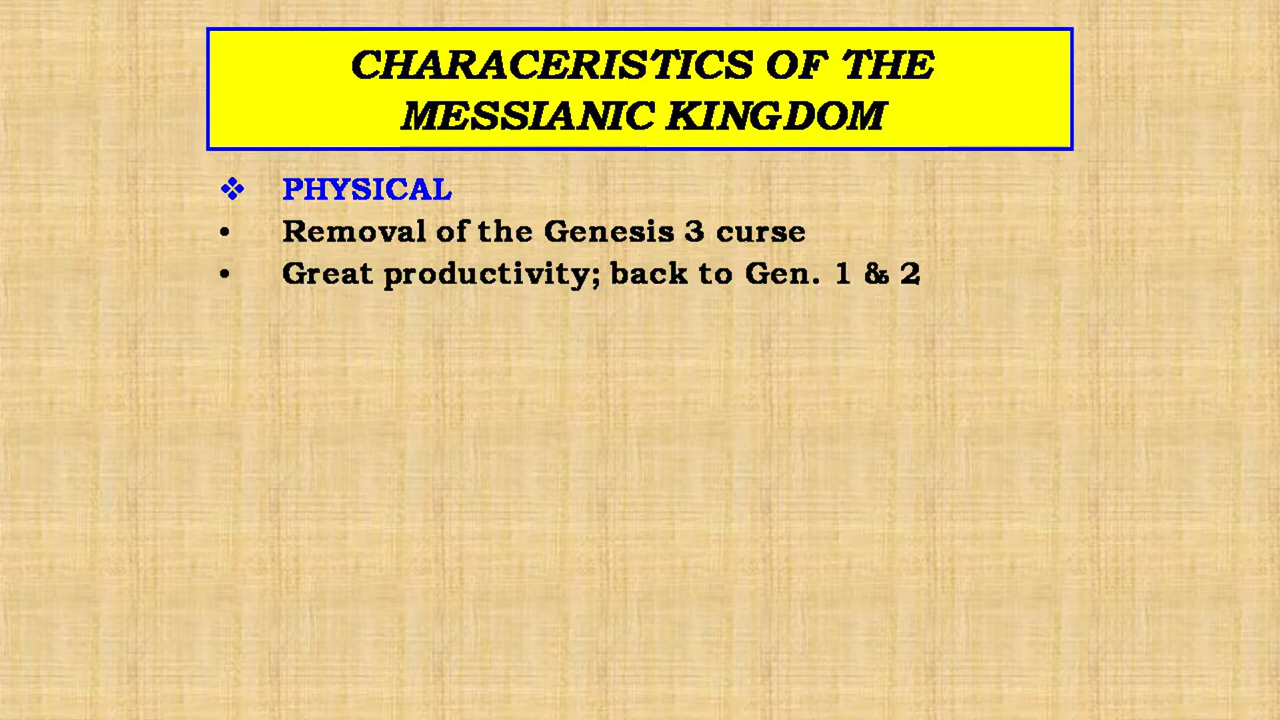 CHARACERISTICS OF THE
MESSIANIC KINGDOM
❖ PHYSICAL
• Removal of the Genesis 3 curse
• Great productivity; back to Gen. 1 & 2